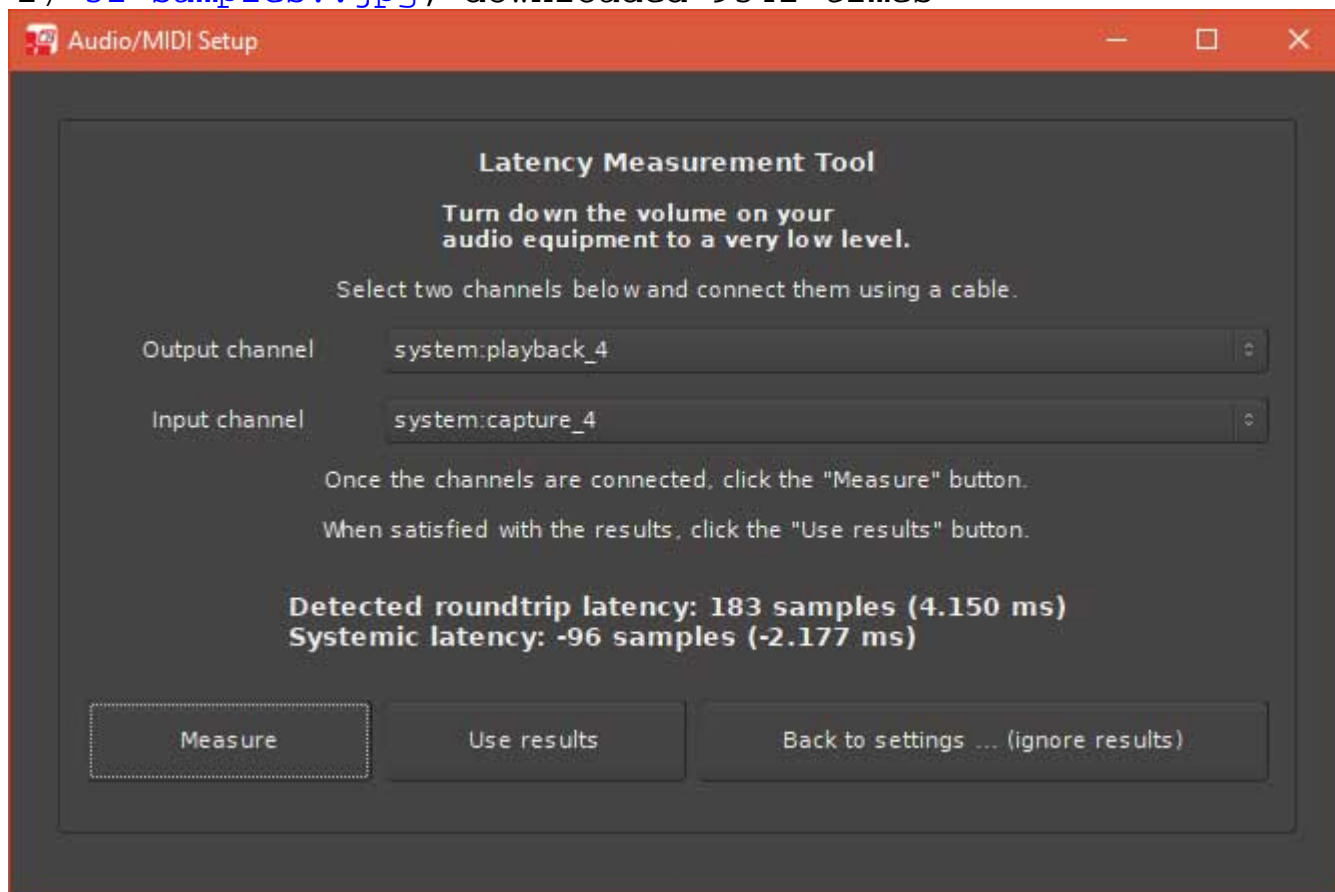 Audio/MIDI Setup
Latency Measurement Tool
Turn down the volume on your
audio equipment to a very low level.
Select two channels below and connect them using a cable.
Output channel system:playback_4
Input channel system:capture_4
Once the channels are connected, click the "Measure" button.
When satisfied with the results, click the "Use results" button.
Detected roundtrip latency: 183 samples (4.150 ms)
Systemic latency: -96 samples (-2.177 ms)
Measure Use results Back to settings ... (ignore results)